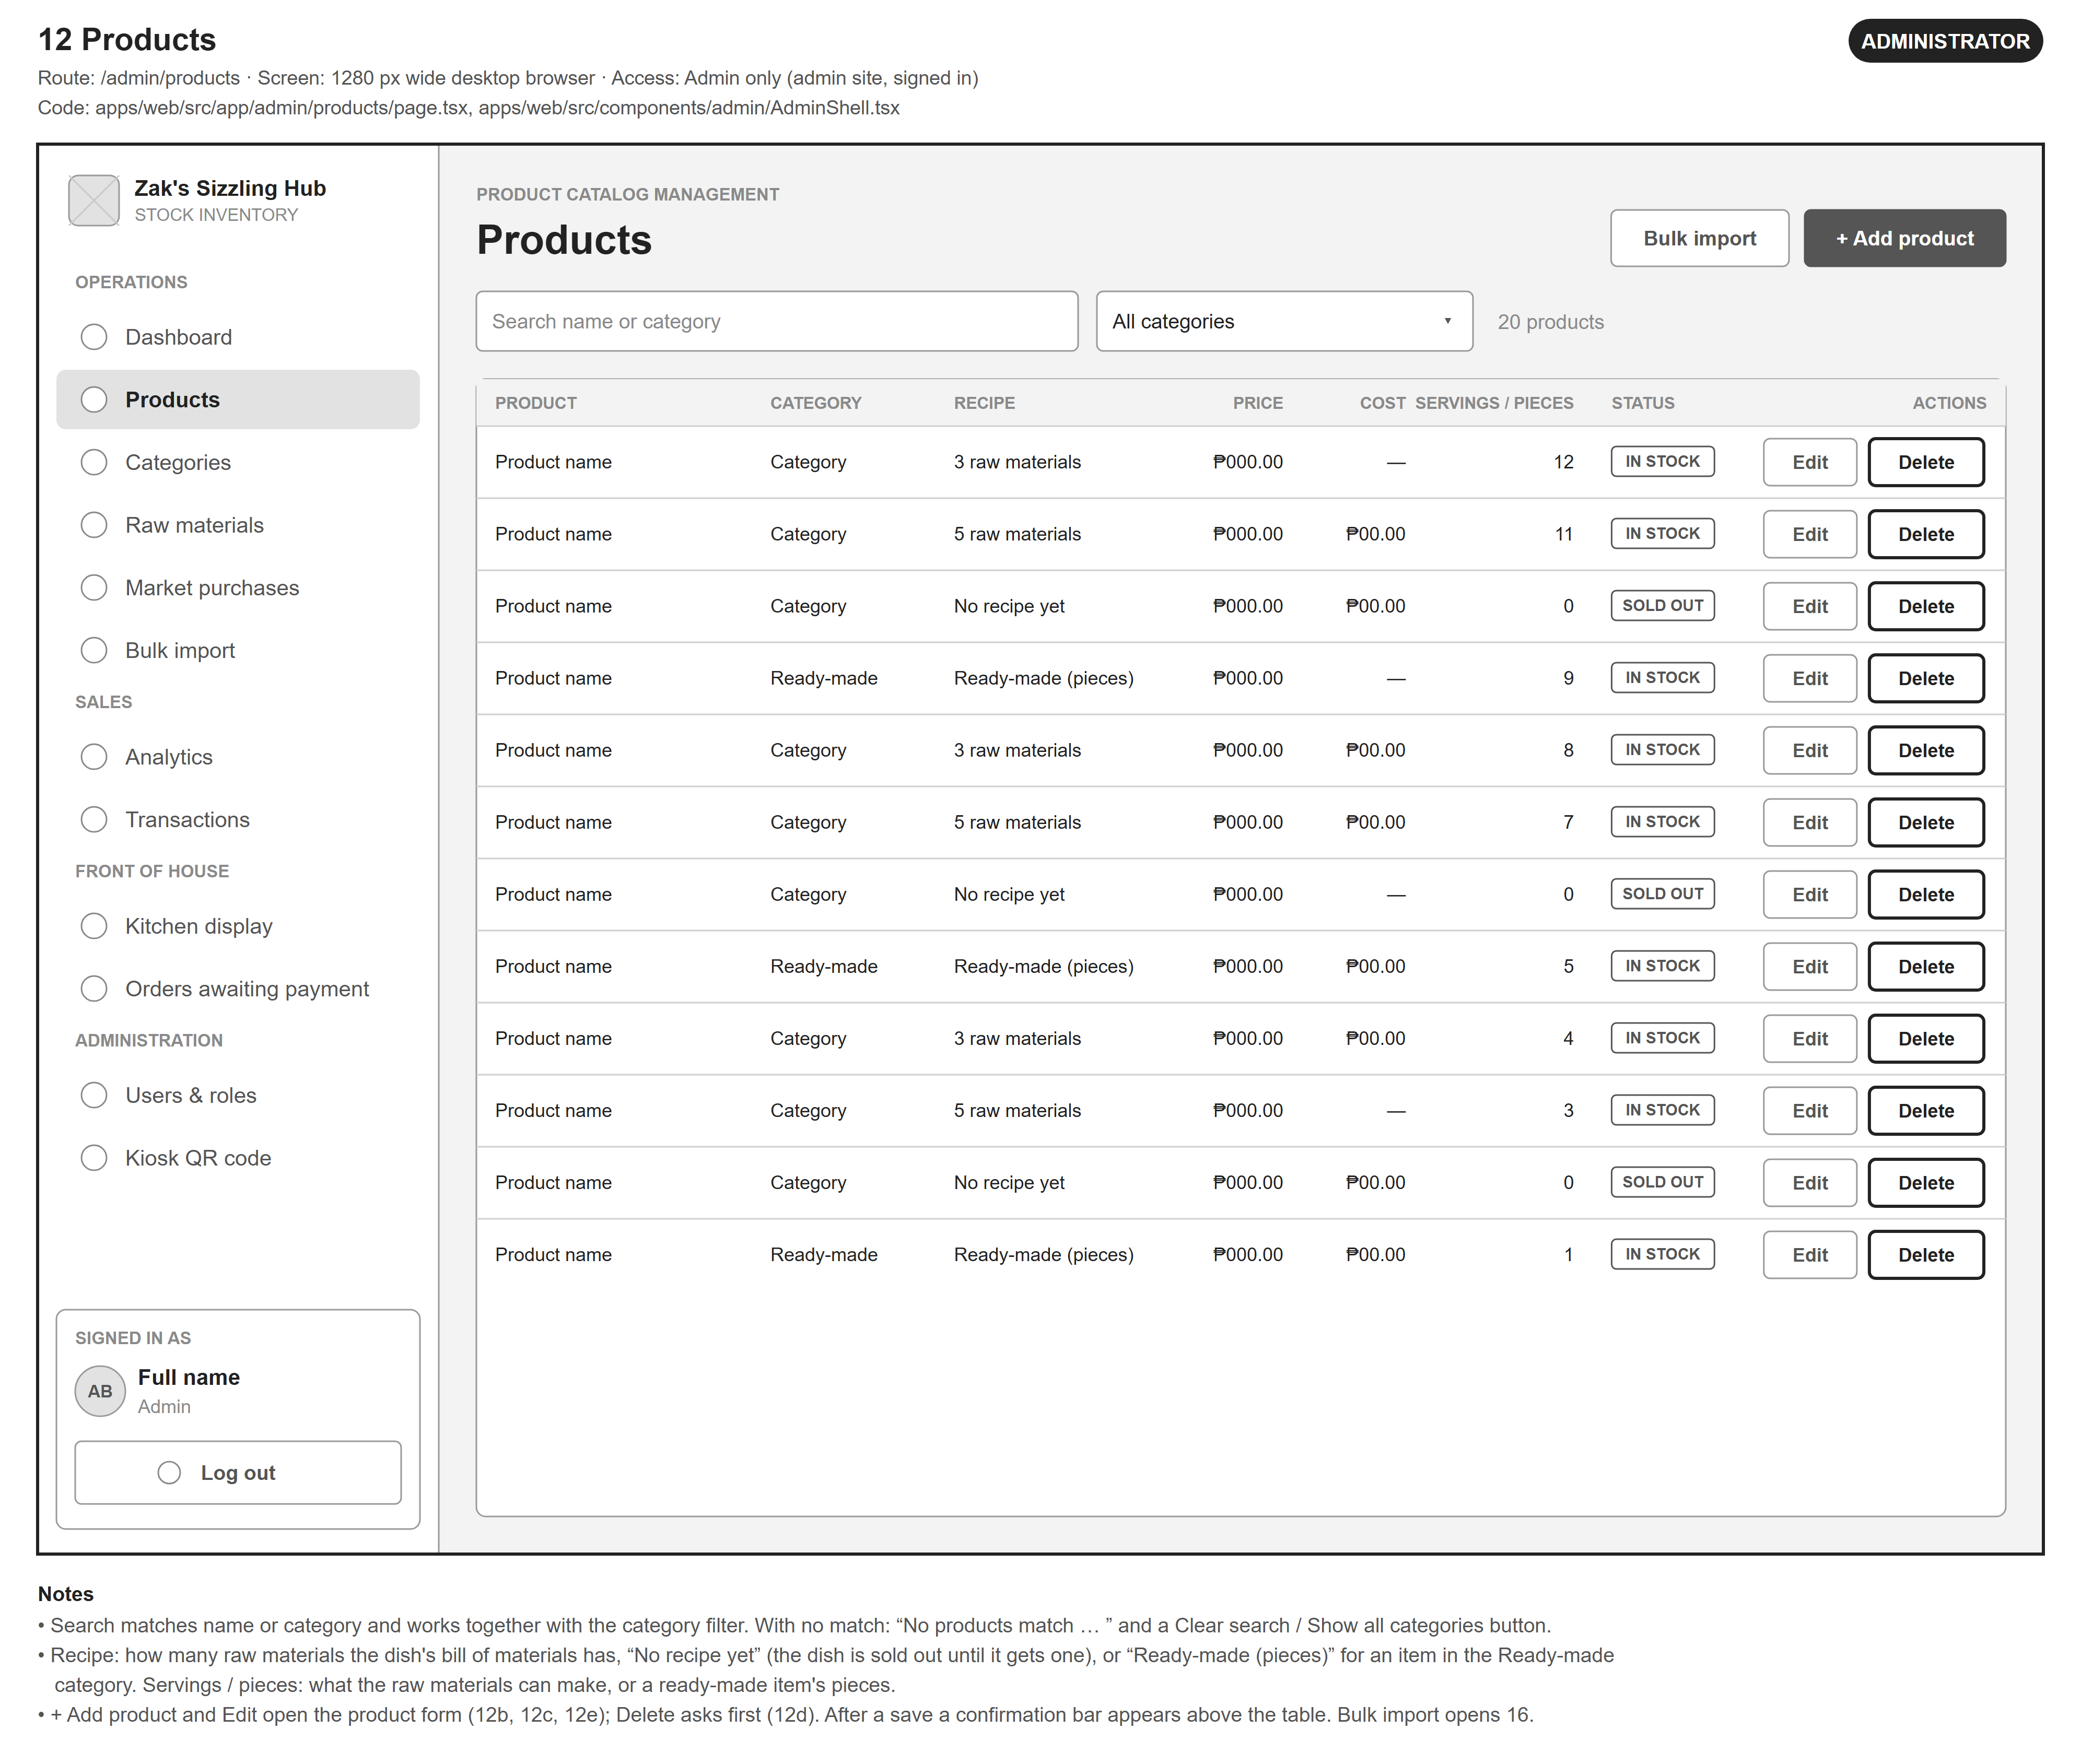 12 Products
ADMINISTRATOR
Route: /admin/products · Screen: 1280 px wide desktop browser · Access: Admin only (admin site, signed in)
Code: apps/web/src/app/admin/products/page.tsx, apps/web/src/components/admin/AdminShell.tsx
Zak's Sizzling Hub
STOCK INVENTORY
OPERATIONS
Dashboard
Products
Categories
Raw materials
Market purchases
Bulk import
SALES
Analytics
Transactions
FRONT OF HOUSE
Kitchen display
Orders awaiting payment
ADMINISTRATION
Users & roles
Kiosk QR code
SIGNED IN AS
AB
Full name
Admin
Log out
PRODUCT CATALOG MANAGEMENT
Products
Bulk import
+ Add product
Search name or category
All categories ▾
20 products
PRODUCT CATEGORY RECIPE PRICE COST SERVINGS / PIECES STATUS ACTIONS
Product name Category 3 raw materials ₱000.00 — 12 IN STOCK Edit Delete
Product name Category 5 raw materials ₱000.00 ₱00.00 11 IN STOCK Edit Delete
Product name Category No recipe yet ₱000.00 ₱00.00 0 SOLD OUT Edit Delete
Product name Ready-made Ready-made (pieces) ₱000.00 — 9 IN STOCK Edit Delete
Product name Category 3 raw materials ₱000.00 ₱00.00 8 IN STOCK Edit Delete
Product name Category 5 raw materials ₱000.00 ₱00.00 7 IN STOCK Edit Delete
Product name Category No recipe yet ₱000.00 — 0 SOLD OUT Edit Delete
Product name Ready-made Ready-made (pieces) ₱000.00 ₱00.00 5 IN STOCK Edit Delete
Product name Category 3 raw materials ₱000.00 ₱00.00 4 IN STOCK Edit Delete
Product name Category 5 raw materials ₱000.00 — 3 IN STOCK Edit Delete
Product name Category No recipe yet ₱000.00 ₱00.00 0 SOLD OUT Edit Delete
Product name Ready-made Ready-made (pieces) ₱000.00 ₱00.00 1 IN STOCK Edit Delete
Notes
• Search matches name or category and works together with the category filter. With no match: “No products match … ” and a Clear search / Show all categories button.
• Recipe: how many raw materials the dish's bill of materials has, “No recipe yet” (the dish is sold out until it gets one), or “Ready-made (pieces)” for an item in the Ready-made
category. Servings / pieces: what the raw materials can make, or a ready-made item's pieces.
• + Add product and Edit open the product form (12b, 12c, 12e); Delete asks first (12d). After a save a confirmation bar appears above the table. Bulk import opens 16.